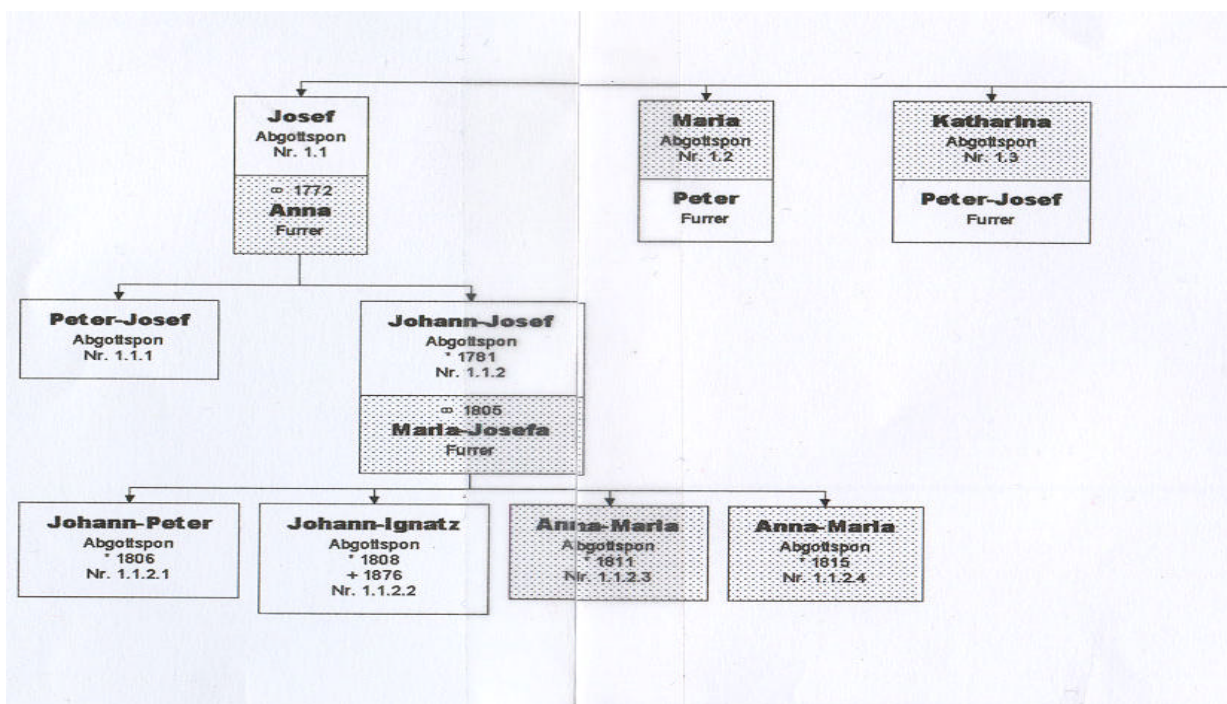 Josef
Abgottspon
Nr. 1.1
∞ 1772
Anna
Furrer
Maria
Abgottspon
Nr. 1.2
Peter
Furrer
Katharina
Abgottspon
Nr. 1.3
Peter-Josef
Furrer
Peter-Josef
Abgottspon
Nr. 1.1.1
Johann-Josef
Abgottspon
* 1781
Nr. 1.1.2
∞ 1805
Maria-Josefa
Furrer
Johann-Peter
Abgottspon
* 1806
Nr. 1.1.2.1
Johann-Ignatz
Abgottspon
* 1808
+ 1876
Nr. 1.1.2.2
Anna-Maria
Abgottspon
* 1811
Nr. 1.1.2.3
Anna-Maria
Abgottspon
* 1815
Nr. 1.1.2.4